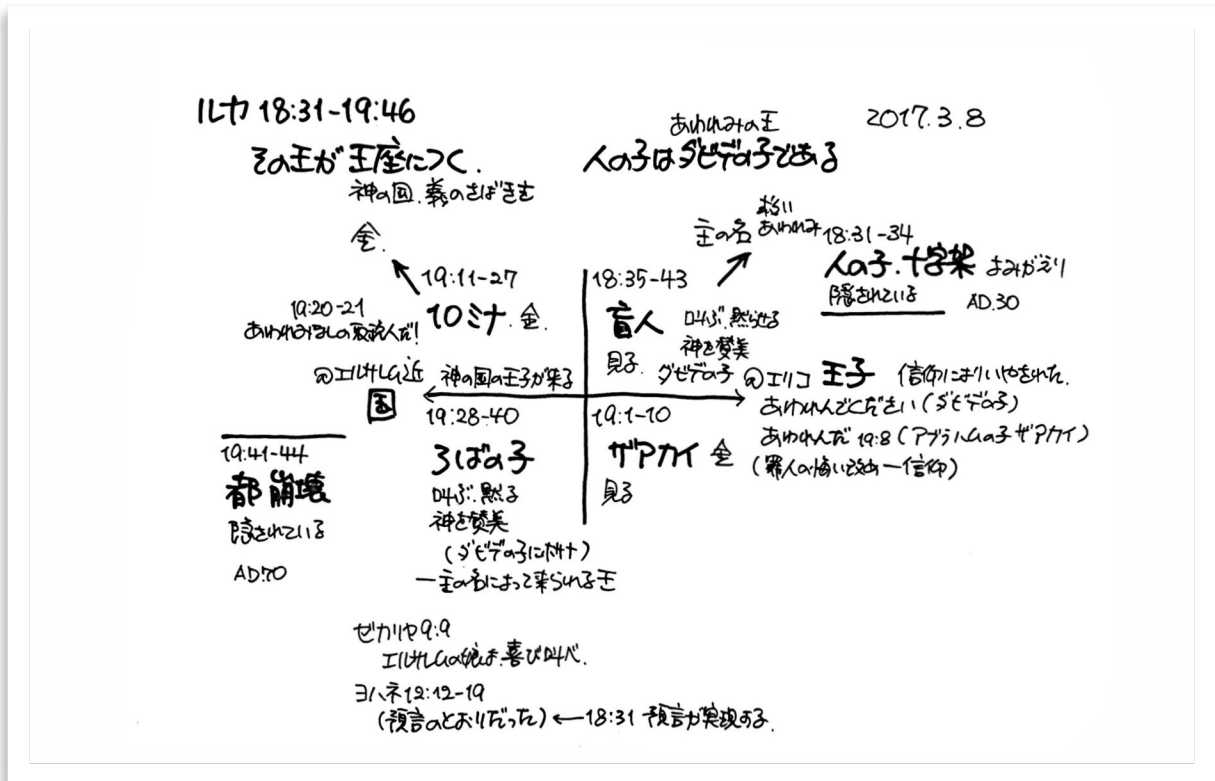 ルカ 18:31-19:46
2017.3.8
その王が王座につく.
神の国.義のさばきを
あわれみの王
人の子はダビデの子である
金.
主の名
救い
あわれみ
18:31-34
人の子.十字架 よみがえり
隠されている AD.30
19:11-27
10ミナ.金.
19:20-21
あわれみなしの取税人だ!
18:35-43
盲人 叫ぶ.黙らせる
神を賛美
見る. ダビデの子
@エルサレム近
神の国の王子が来る
国
@エリコ 王子 信仰によりいやされた.
あわれんでください(ダビデの子)
あわれんだ 19:8 (アブラハムの子 ザアカイ)
(罪人の悔い改めー信仰)
19:28-40
ろばの子
叫ぶ.黙る
神を賛美
(ダビデの子にホサナ)
ー主の名によって来られる王
19:1-10
ザアカイ 金
見る
19:41-44
都 崩壊
隠されている
AD.70
ゼカリヤ9:9
エルサレムの娘よ.喜び叫べ.
ヨハネ12:12-19
(預言のとおりだった)←18:31 預言が実現する.